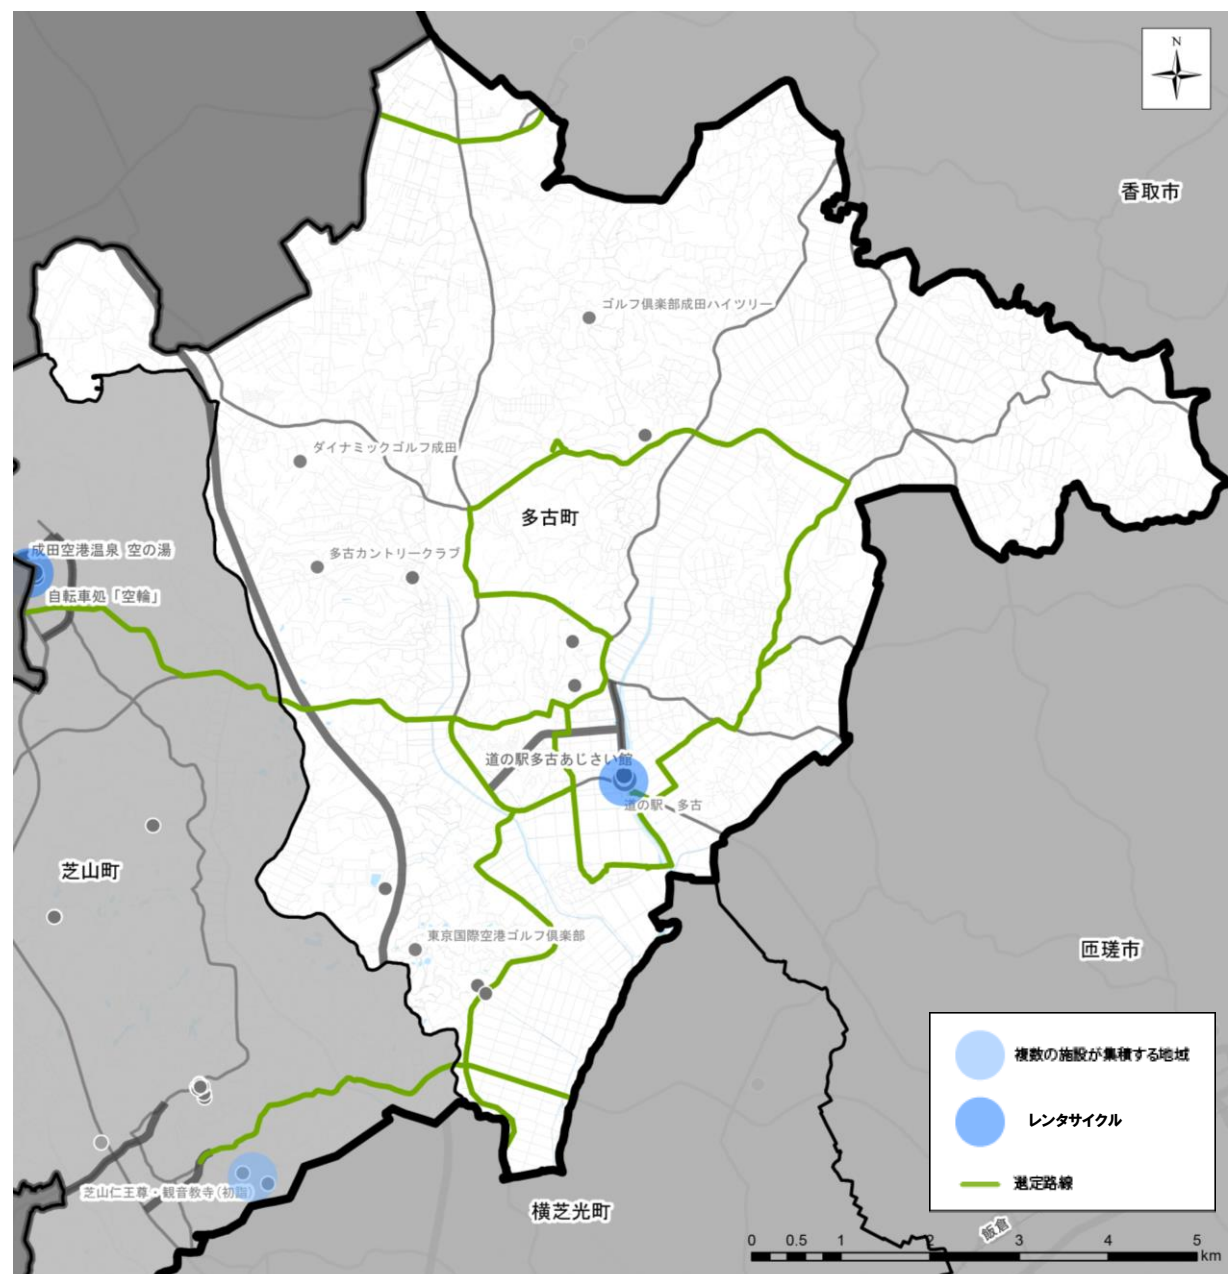 N
香取市
ゴルフ倶楽部成田ハイツリー
ダイナミックゴルフ成田
多古町
成田空港温泉 空の湯
多古カントリークラブ
自転車処「空輪」
道の駅多古あじさい館
道の駅 多古
芝山町
東京国際空港ゴルフ倶楽部
匝瑳市
複数の施設が集積する地域
レンタサイクル
選定路線
芝山仁王尊・観音教寺(初詣)
横芝光町
飯倉
0 0.5 1 2 3 4 5
km